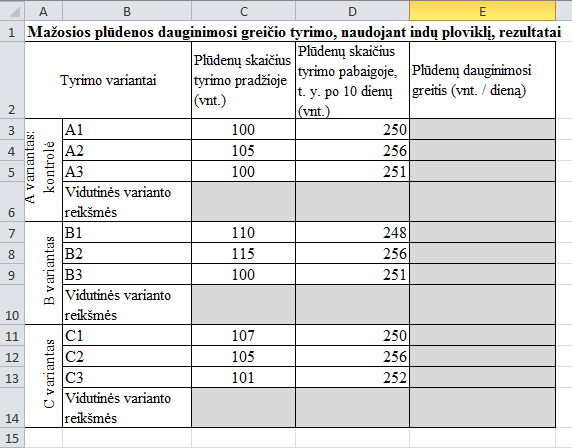 A B C D E
1 Mažosios plūdenos dauginimosi greičio tyrimo, naudojant indų ploviklį, rezultatai
2 Tyrimo variantai
Plūdenų skaičius
tyrimo pradžioje
(vnt.)
Plūdenų skaičius
tyrimo pabaigoje,
t. y. po 10 dienų
(vnt.)
Plūdenų dauginimosi
greitis (vnt. / dieną)
A variantas:
kontrolė
3 A1 100 250
4 A2 105 256
5 A3 100 251
6 Vidutinės varianto
reikšmės
B variantas
7 B1 110 248
8 B2 115 256
9 B3 100 251
10 Vidutinės varianto
reikšmės
C variantas
11 C1 107 250
12 C2 105 256
13 C3 101 252
14 Vidutinės varianto
reikšmės
15